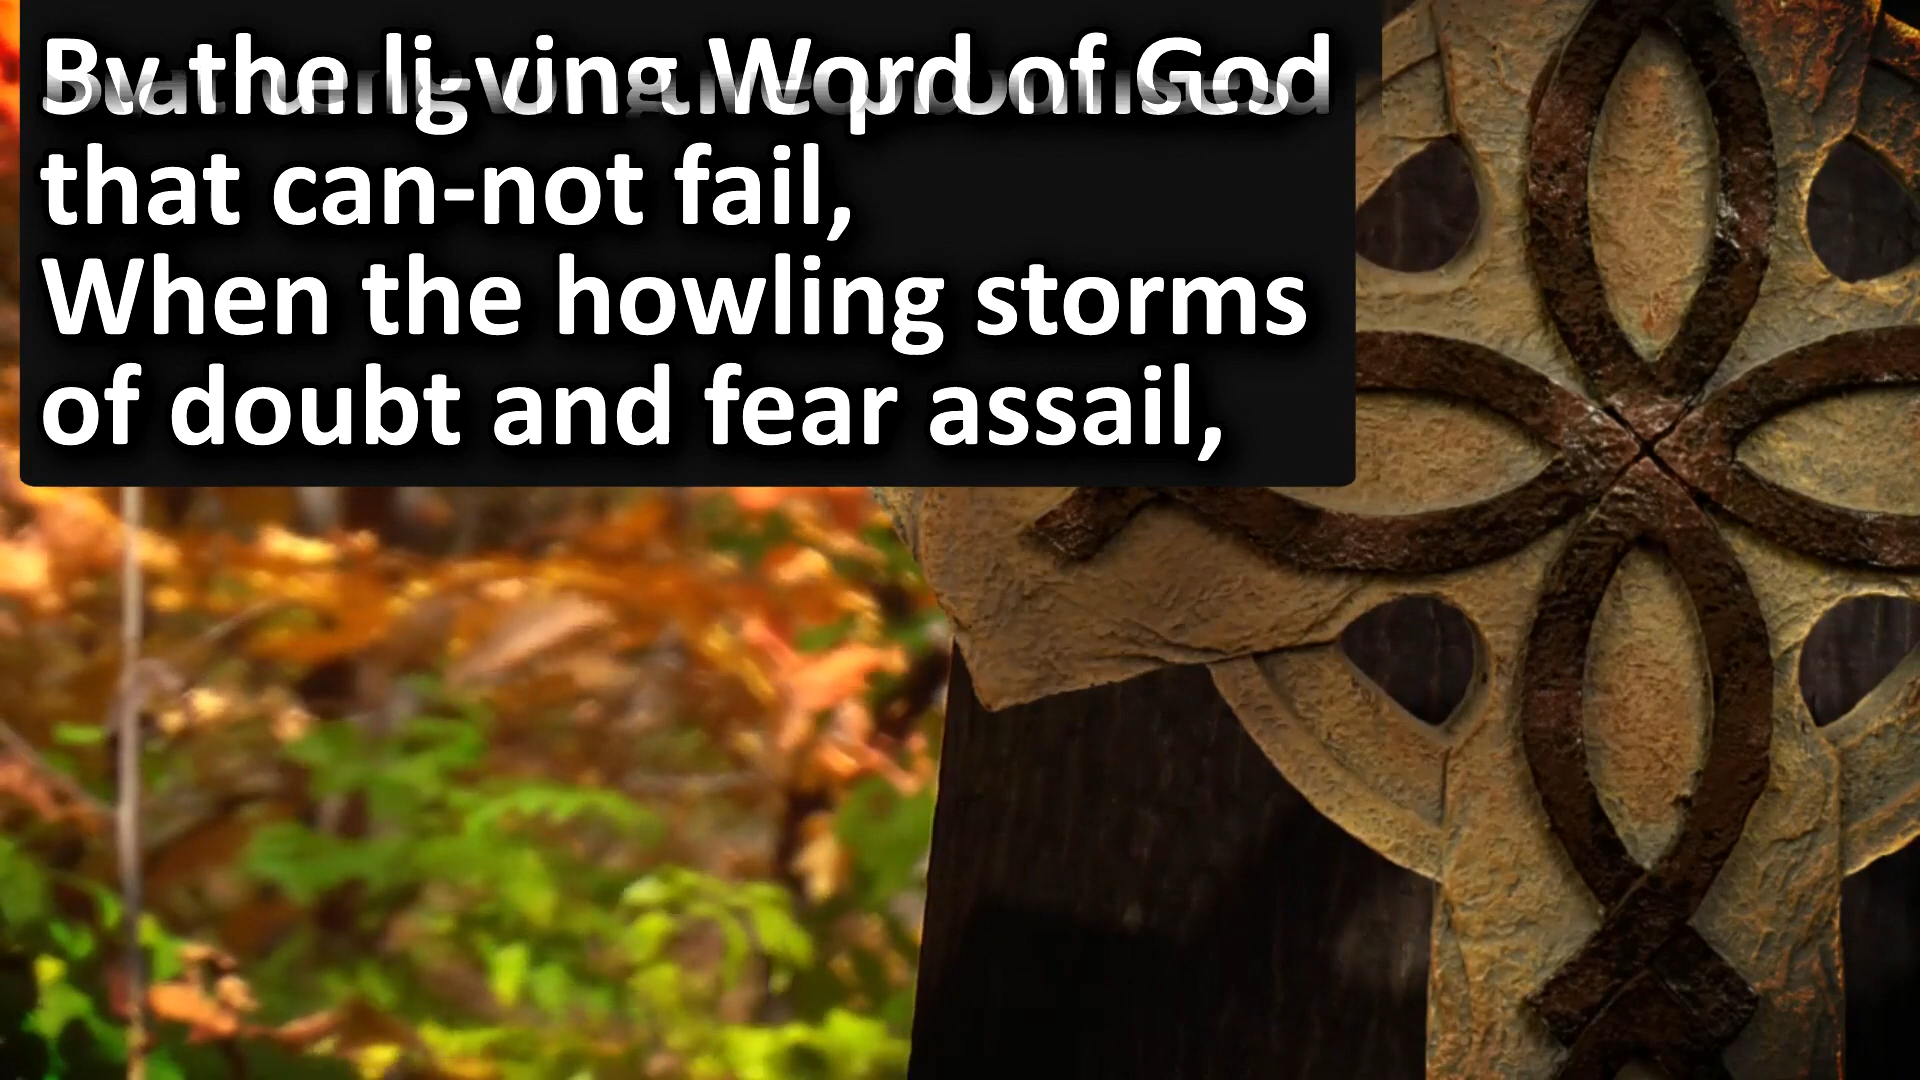 By the li-ving Word of God
that can-not fail,
When the howling storms
of doubt and fear assail,